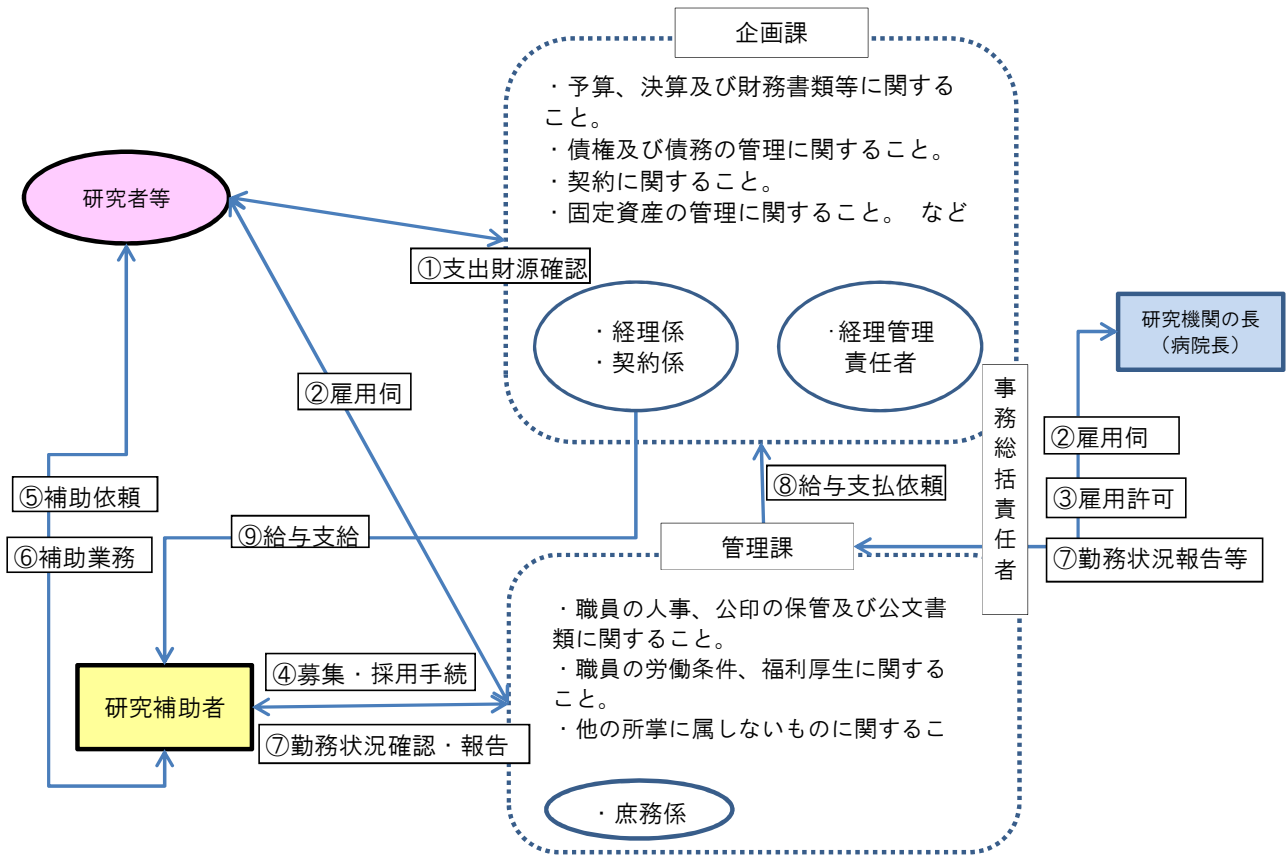 企画課
・予算、決算及び財務書類等に関する
こと。
・債権及び債務の管理に関すること。
・契約に関すること。
・固定資産の管理に関すること。 など
研究者等
①支出財源確認
・経理係
・契約係
・経理管理
責任者
研究機関の長
（病院長）
②雇用伺
事務総括責任者
②雇用伺
⑧給与支払依頼
③雇用許可
⑤補助依頼
⑨給与支給
管理課
⑥補助業務
⑦勤務状況報告等
・職員の人事、公印の保管及び公文書
類に関すること。
・職員の労働条件、福利厚生に関する
こと。
・他の所掌に属しないものに関するこ
④募集・採用手続
研究補助者
⑦勤務状況確認・報告
・庶務係